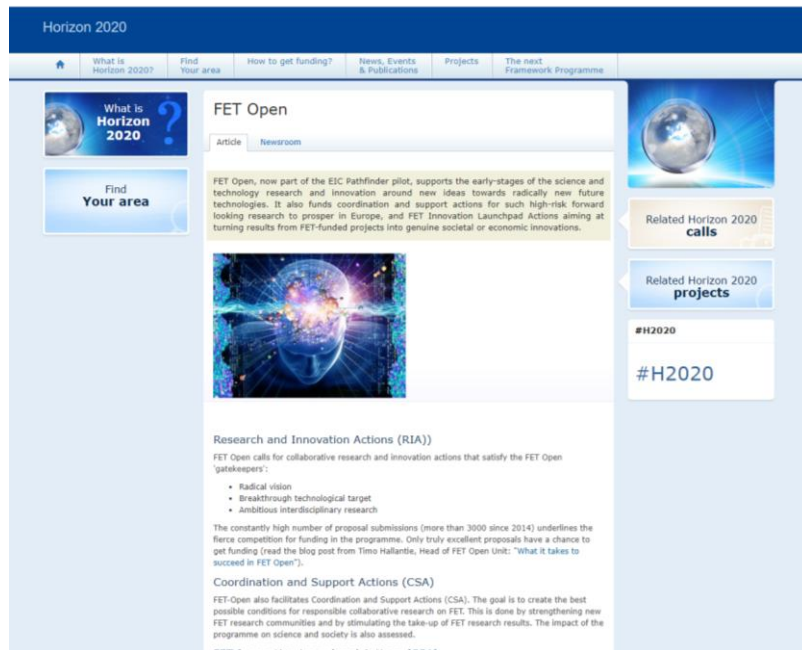 Horizon 2020
What is
Horizon 2020?
Find
Your area
How to get funding?
News, Events
& Publications
Projects
The next
Framework Programme
What is
Horizon
2020
?
Find
Your area
FET Open
Article
Newsroom
FET Open, now part of the EIC Pathfinder pilot, supports the early-stages of the science and
technology research and innovation around new ideas towards radically new future
technologies. It also funds coordination and support actions for such high-risk forward
looking research to prosper in Europe, and FET Innovation Launchpad Actions aiming at
turning results from FET-funded projects into genuine societal or economic innovations.
Research and Innovation Actions (RIA))
FET Open calls for collaborative research and innovation actions that satisfy the FET Open
'gatekeepers':
• Radical vision
• Breakthrough technological target
• Ambitious interdisciplinary research
The constantly high number of proposal submissions (more than 3000 since 2014) underlines the
fierce competition for funding in the programme. Only truly excellent proposals have a chance to
get funding (read the blog post from Timo Hallantie, Head of FET Open Unit: "What it takes to
succeed in FET Open").
Coordination and Support Actions (CSA)
FET-Open also facilitates Coordination and Support Actions (CSA). The goal is to create the best
possible conditions for responsible collaborative research on FET. This is done by strengthening new
FET research communities and by stimulating the take-up of FET research results. The impact of the
programme on science and society is also assessed.
Related Horizon 2020
calls
Related Horizon 2020
projects
#H2020
#H2020